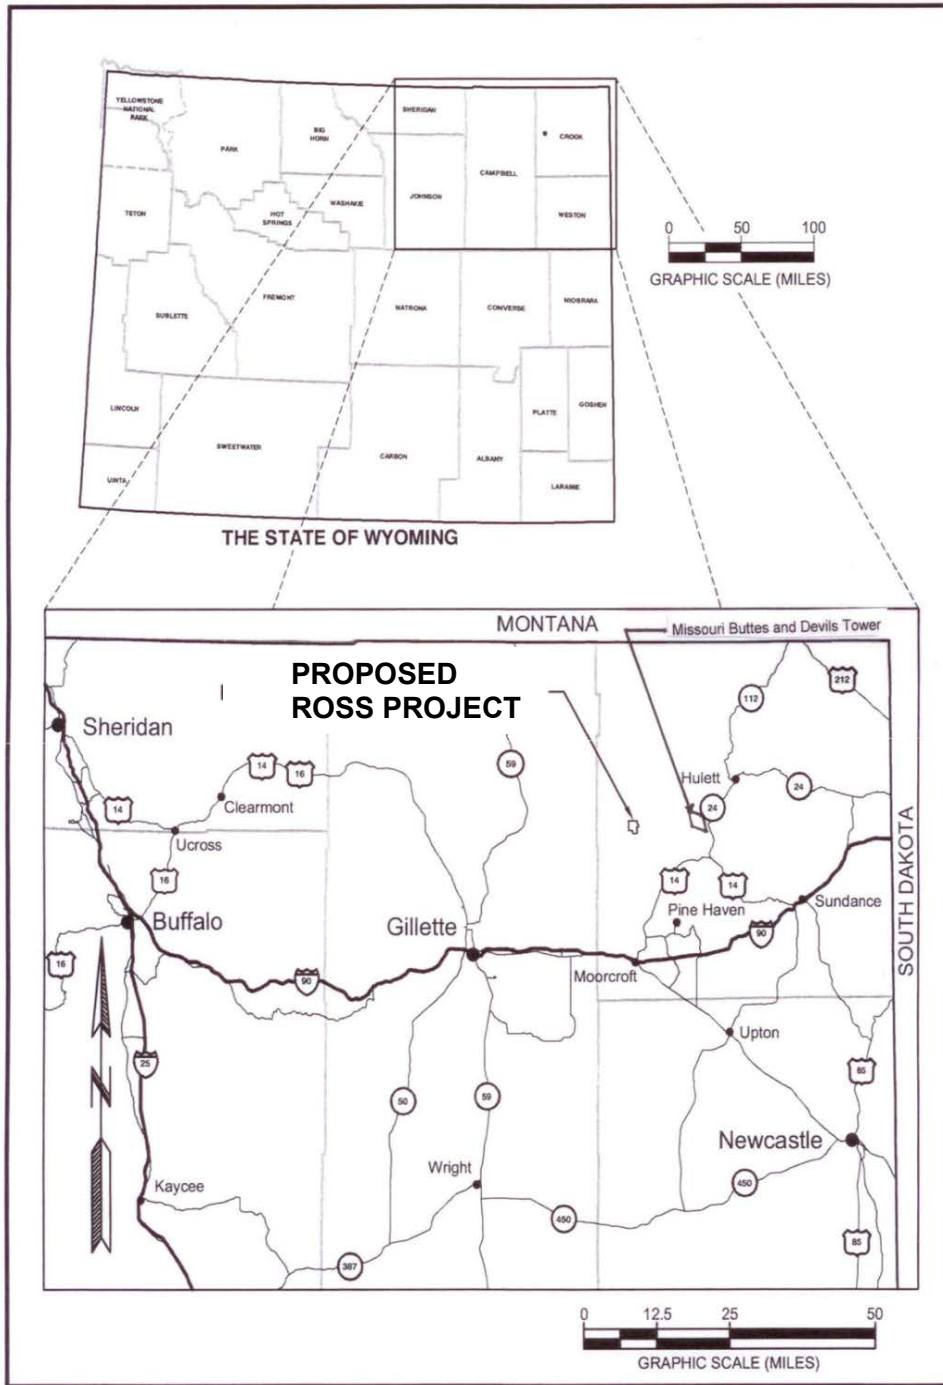 YELLOWSTONE
NATIONAL
PARK
PARK
BIG
HORN
SHERIDAN
CROOK
CAMPBELL
JOHNSON
TETON
HOT
SPRINGS
WASHAKIE
WESTON
0 50 100
GRAPHIC SCALE (MILES)
FREMONT
SUBLETTE
NATRONA
CONVERSE
NIOBRARA
LINCOLN
PLATTE
GOSHEN
SWEETWATER
CARBON
ALBANY
UINTA
LARAMIE
THE STATE OF WYOMING
MONTANA
Missouri Buttes and Devils Tower
PROPOSED
ROSS PROJECT
212
112
Sheridan
59
14
16
Hulett
24
24
Clearmont
14
Ucross
16
14
14
SOUTH DAKOTA
Sundance
Pine Haven
Buffalo
Gillette
90
16
Moorcroft
90
Upton
25
85
N
50
59
Newcastle
Wright
Kaycee
450
450
85
387
0 12.5 25 50
GRAPHIC SCALE (MILES)